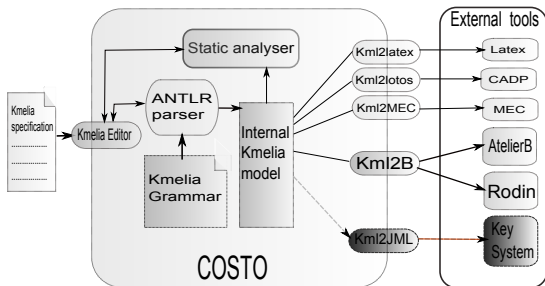 External tools
Static analyser
Kml2latex
Latex
Kml2lotos
CADP
Kmelia
specification
..............
..............
..............
Kmelia Editor
ANTLR
parser
Internal
Kmelia
model
Kml2MEC
MEC
Kmelia
Grammar
Kml2B
AtelierB
Rodin
Kml2JML
Key
System
COSTO